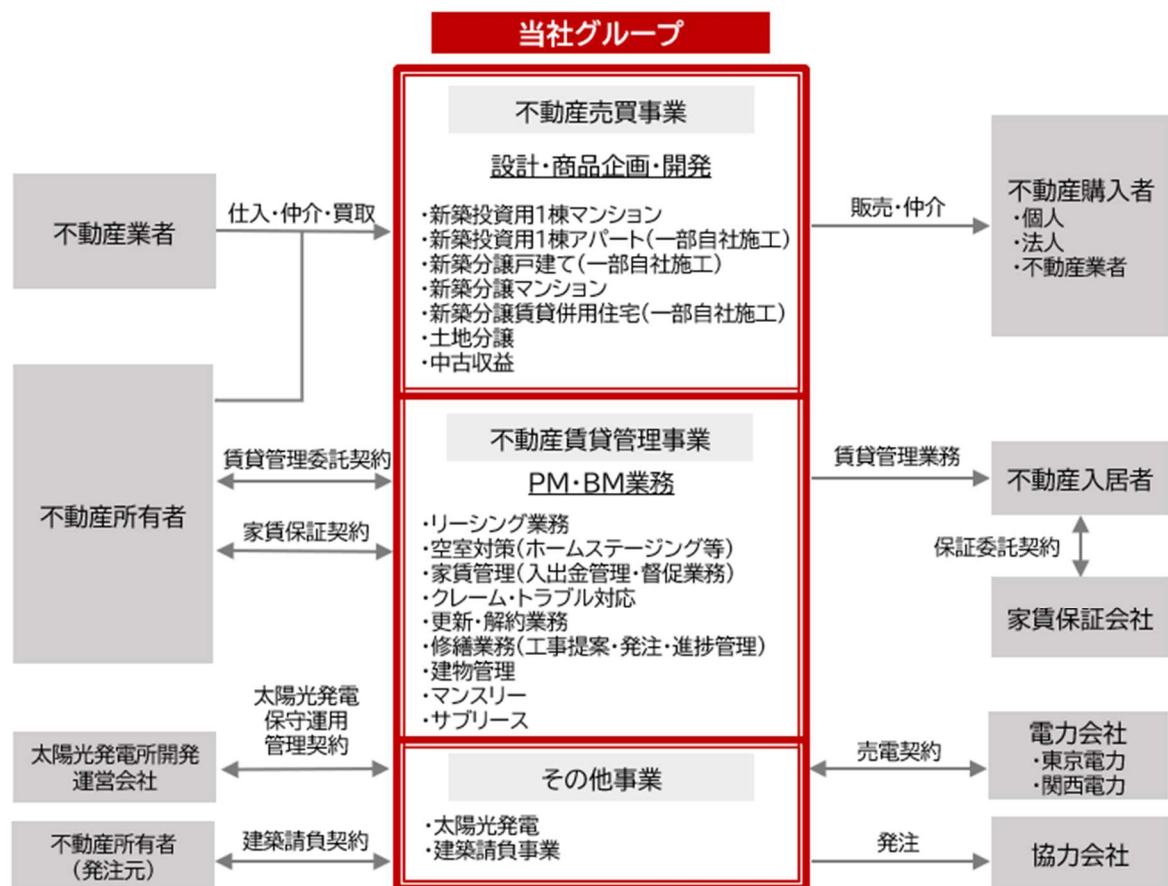 当社グループ
不動産売買事業
設計・商品企画・開発
・新築投資用1棟マンション
・新築投資用1棟アパート(一部自社施工)
・新築分譲戸建て(一部自社施工)
・新築分譲マンション
・新築分譲賃貸併用住宅(一部自社施工)
・土地分譲
・中古収益
不動産業者
仕入・仲介・買取
販売・仲介
不動産購入者
・個人
・法人
・不動産業者
不動産所有者
賃貸管理委託契約
家賃保証契約
不動産賃貸管理事業
PM・BM業務
・リーシング業務
・空室対策(ホームステージング等)
・家賃管理(入出金管理・督促業務)
・クレーム・トラブル対応
・更新・解約業務
・修繕業務(工事提案・発注・進捗管理)
・建物管理
・マンスリー
・サブリース
賃貸管理業務
不動産入居者
保証委託契約
家賃保証会社
太陽光発電
保守運用
管理契約
太陽光発電所開発
運営会社
その他事業
・太陽光発電
・建築請負事業
売電契約
電力会社
・東京電力
・関西電力
不動産所有者
(発注元)
建築請負契約
発注
協力会社